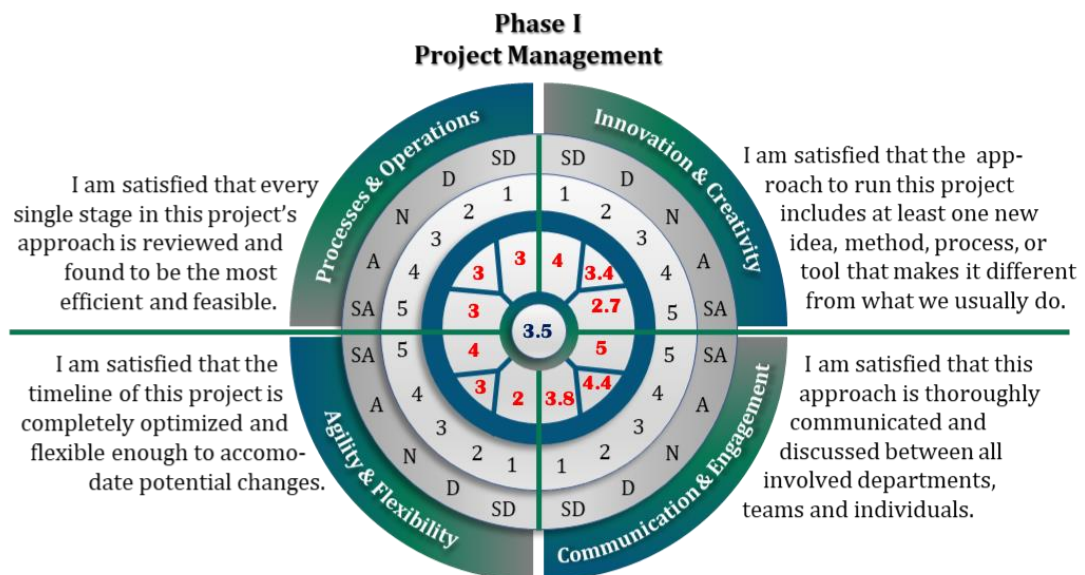 Phase I
Project Management
Processes & Operations
Innovation & Creativity
I am satisfied that every
single stage in this project's
approach is reviewed and
found to be the most
efficient and feasible.
I am satisfied that the app-
roach to run this project
includes at least one new
idea, method, process, or
tool that makes it different
from what we usually do.
SD
D
N
A
SA
1
2
3
4
5
SD
D
N
A
SA
1
2
3
4
5
3
3
3
4
3.4
2.7
3.5
4
3
2
3.8
4.4
5
SA
A
N
D
SD
5
4
3
2
1
SA
A
N
D
SD
5
4
3
2
1
I am satisfied that the
timeline of this project is
completely optimized and
flexible enough to accomo-
date potential changes.
I am satisfied that this
approach is thoroughly
communicated and
discussed between all
involved departments,
teams and individuals.
Agility & Flexibility
Communication & Engagement